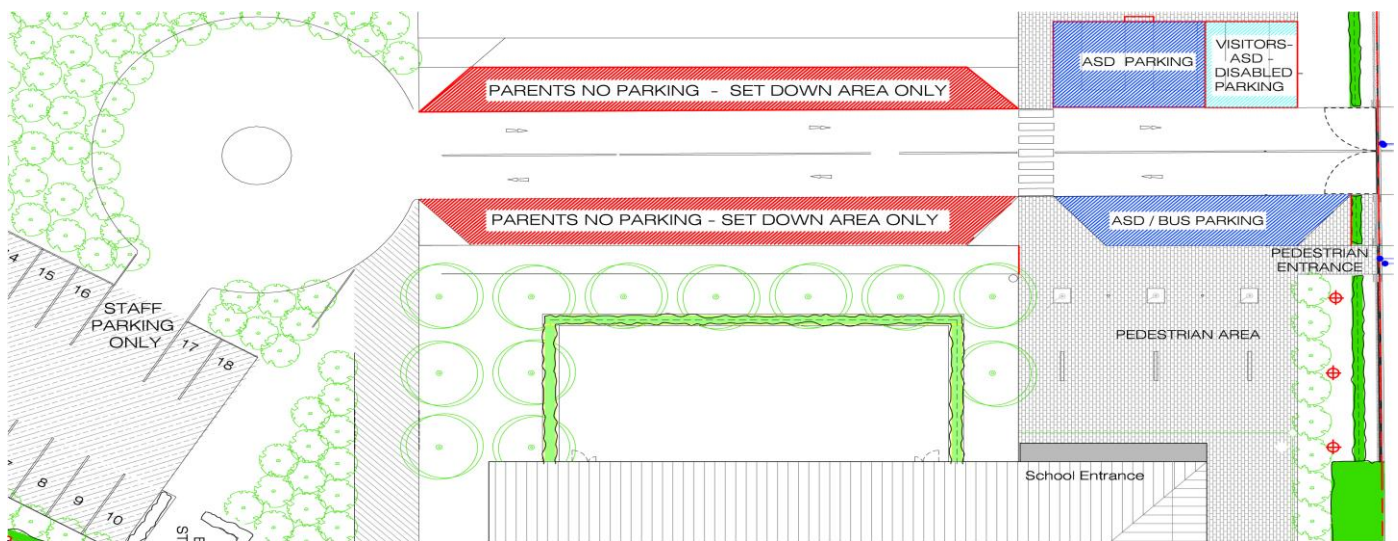 PARENTS NO PARKING - SET DOWN AREA ONLY
ASD PARKING
VISITORS-
ASD -
DISABLED -
PARKING
PARENTS NO PARKING - SET DOWN AREA ONLY
ASD / BUS PARKING
PEDESTRIAN
ENTRANCE
14
15
16
STAFF
PARKING
ONLY
17
18
PEDESTRIAN AREA
8
9
10
School Entrance